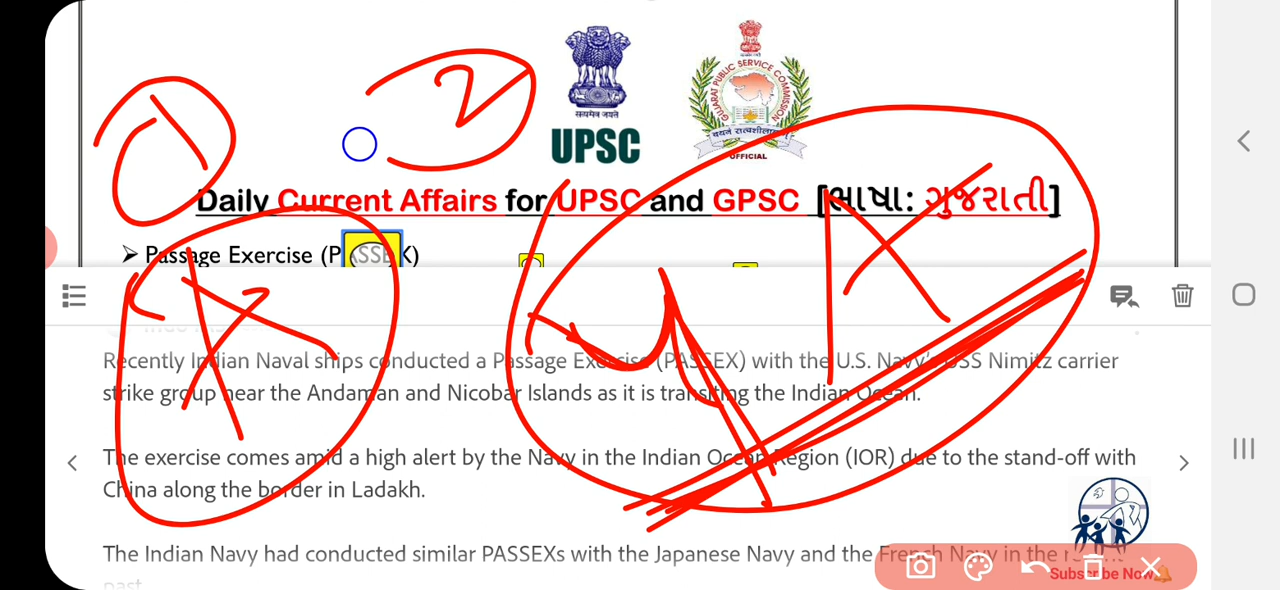 1
2
सत्यमेव जयते
UPSC
GUJARAT PUBLIC SERVICE COMMISSION
OFFICIAL
Daily Current Affairs for UPSC and GPSC [ભાષા: ગુજરાતી]
➢ Passage Exercise (PASSEX)
Recently Indian Naval ships conducted a Passage Exercise (PASSEX) with the U.S. Navy's USS Nimitz carrier
strike group near the Andaman and Nicobar Islands as it is transiting the Indian Ocean.
The exercise comes amid a high alert by the Navy in the Indian Ocean Region (IOR) due to the stand-off with
China along the border in Ladakh.
The Indian Navy had conducted similar PASSEXs with the Japanese Navy and the French Navy in the
past.
Subscribe Now